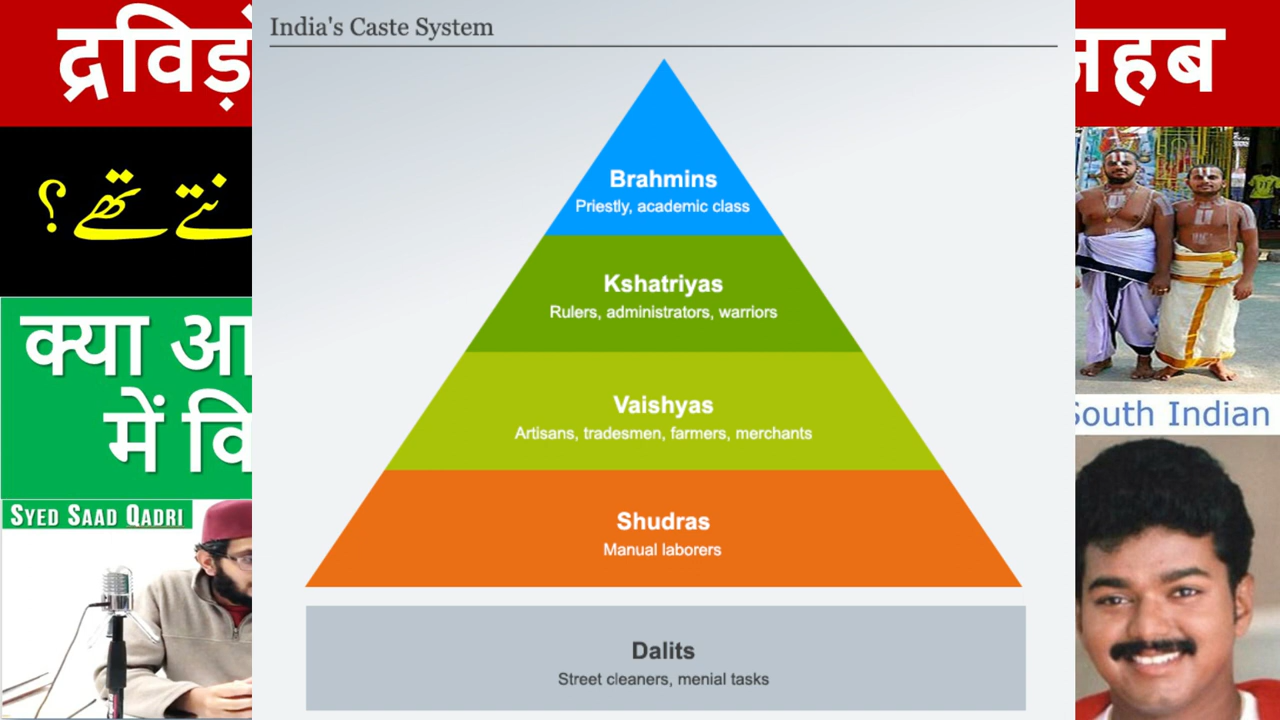 India's Caste System
द्रविड़ो
Brahmins
Priestly, academic class
Kshatriyas
Rulers, administrators, warriors
Vaishyas
Artisans, tradesmen, farmers, merchants
Shudras
Manual laborers
Dalits
Street cleaners, menial tasks
تھے؟
क्या
में
SYED SAAD QADRI
South Indian